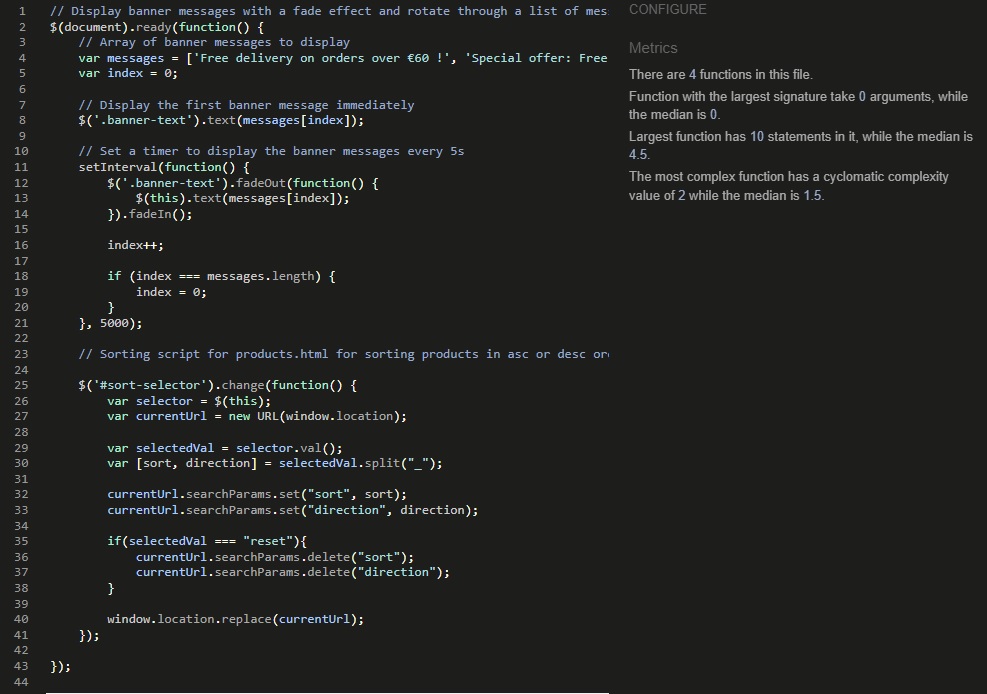 1 // Display banner messages with a fade effect and rotate through a list of mes
2 $(document).ready(function() {
3 // Array of banner messages to display
4 var messages = ['Free delivery on orders over €60 !', 'Special offer: Free
5 var index = 0;
6
7 // Display the first banner message immediately
8 $('.banner-text').text(messages[index]);
9
10 // Set a timer to display the banner messages every 5s
11 setInterval(function() {
12 $('.banner-text').fadeOut(function() {
13 $(this).text(messages[index]);
14 }).fadeIn();
15
16 index++;
17
18 if (index === messages.length) {
19 index = 0;
20 }
21 }, 5000);
22
23 // Sorting script for products.html for sorting products in asc or desc or
24
25 $('#sort-selector').change(function() {
26 var selector = $(this);
27 var currentUrl = new URL(window.location);
28
29 var selectedVal = selector.val();
30 var [sort, direction] = selectedVal.split("_");
31
32 currentUrl.searchParams.set("sort", sort);
33 currentUrl.searchParams.set("direction", direction);
34
35 if(selectedVal === "reset"){
36 currentUrl.searchParams.delete("sort");
37 currentUrl.searchParams.delete("direction");
38 }
39
40 window.location.replace(currentUrl);
41 });
42
43 });
44
CONFIGURE
Metrics
There are 4 functions in this file.
Function with the largest signature take 0 arguments, while
the median is 0.
Largest function has 10 statements in it, while the median is
4.5.
The most complex function has a cyclomatic complexity
value of 2 while the median is 1.5.